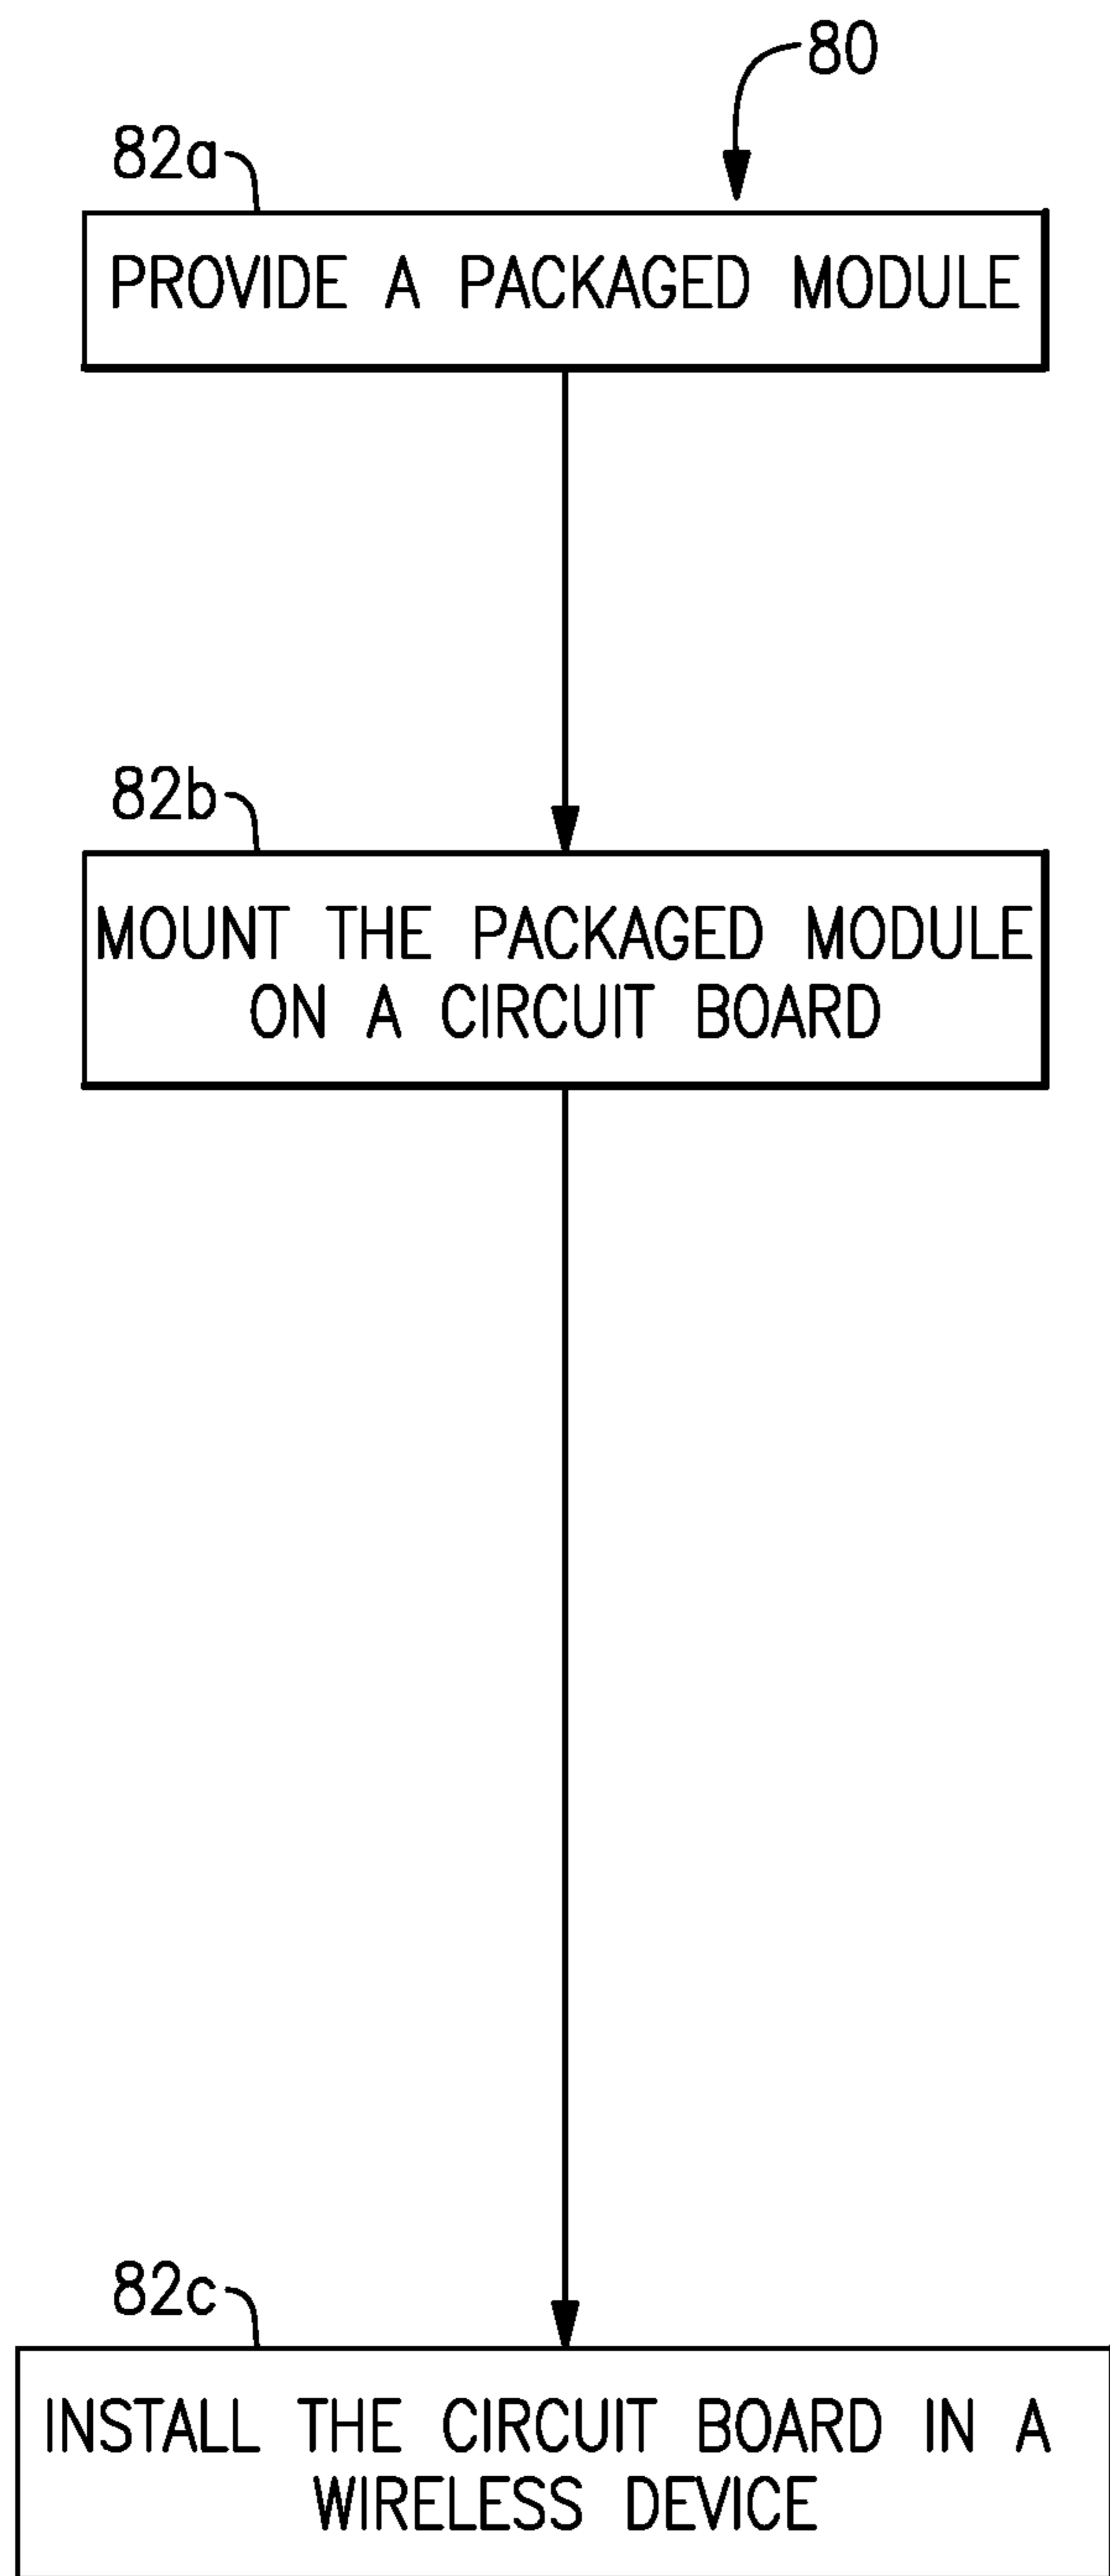 80
82a
PROVIDE A PACKAGED MODULE
82b
MOUNT THE PACKAGED MODULE
ON A CIRCUIT BOARD
82c
INSTALL THE CIRCUIT BOARD IN A
WIRELESS DEVICE